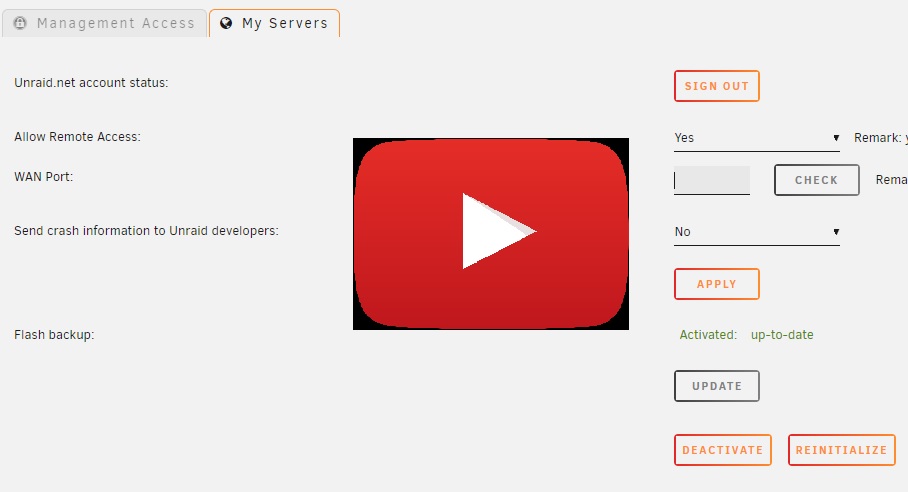 Management Access My Servers
Unraid.net account status: SIGN OUT
Allow Remote Access: Yes Remark:
WAN Port: CHECK
Send crash information to Unraid developers: No
APPLY
Flash backup: Activated: up-to-date
UPDATE
DEACTIVATE REINITIALIZE